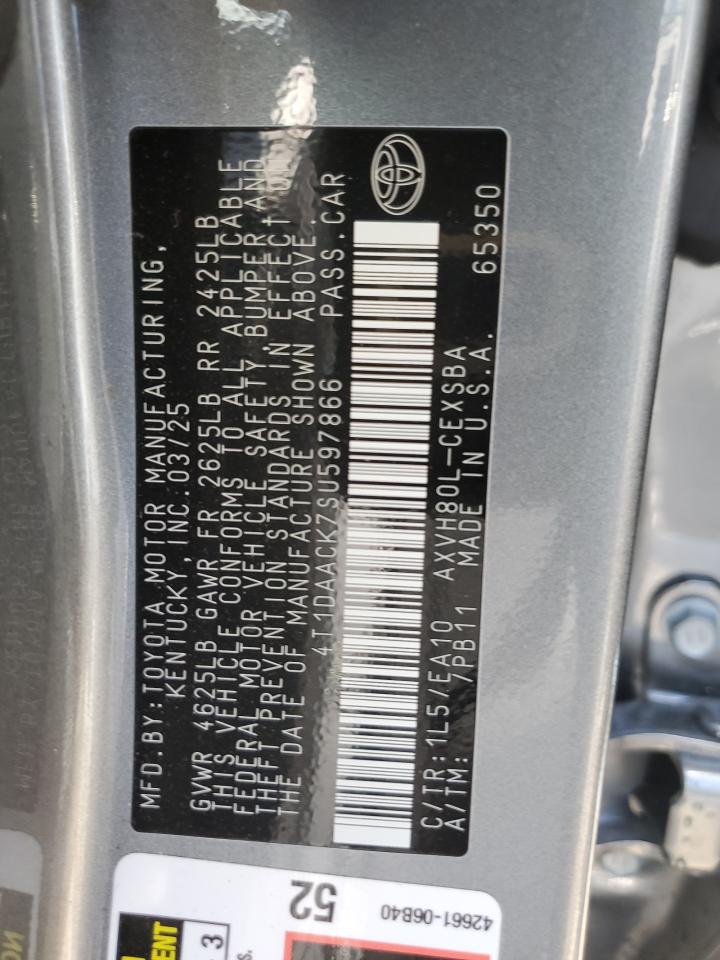 MFD.BY:TOYOTA MOTOR MANUFACTURING,
KENTUCKY, INC.03/25
GVWR 4625LB GAWR FR 2625LB RR 2425LB
THIS VEHICLE CONFORMS TO ALL APPLICABLE
FEDERAL MOTOR VEHICLE SAFETY, BUMPER AND
THEFT PREVENTION STANDARDS IN EFFECT ON
THE DATE OF MANUFACTURE SHOWN ABOVE.
4T1DAACK7SU597866 PASS.CAR
C/TR:1L5/EA10 AXVH80L-CEXSBA
A/TM: 7PB11 MADE IN U.S.A. 65350
52
42661-06B40
3